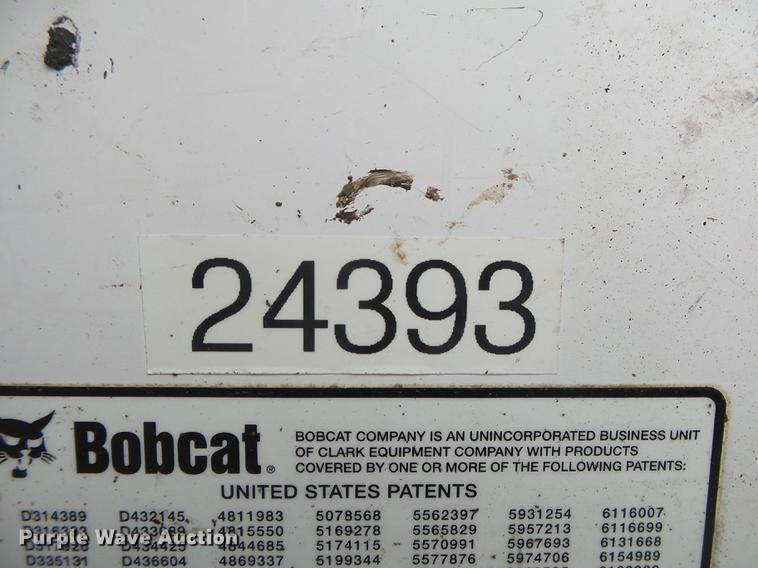 24393
Bobcat®
BOBCAT COMPANY IS AN UNINCORPORATED BUSINESS UNIT
OF CLARK EQUIPMENT COMPANY WITH PRODUCTS
COVERED BY ONE OR MORE OF THE FOLLOWING PATENTS:
UNITED STATES PATENTS
D314389 D432145 4811983 5078568 5562397 5931254 6116007
4815550 5169278 5565829 5957213 6116699
4844685 5174115 5570991 5967693 6131668
D335131 D436604 4869337 5199344 5577876 5974706 6154989
Purple Wave Auction